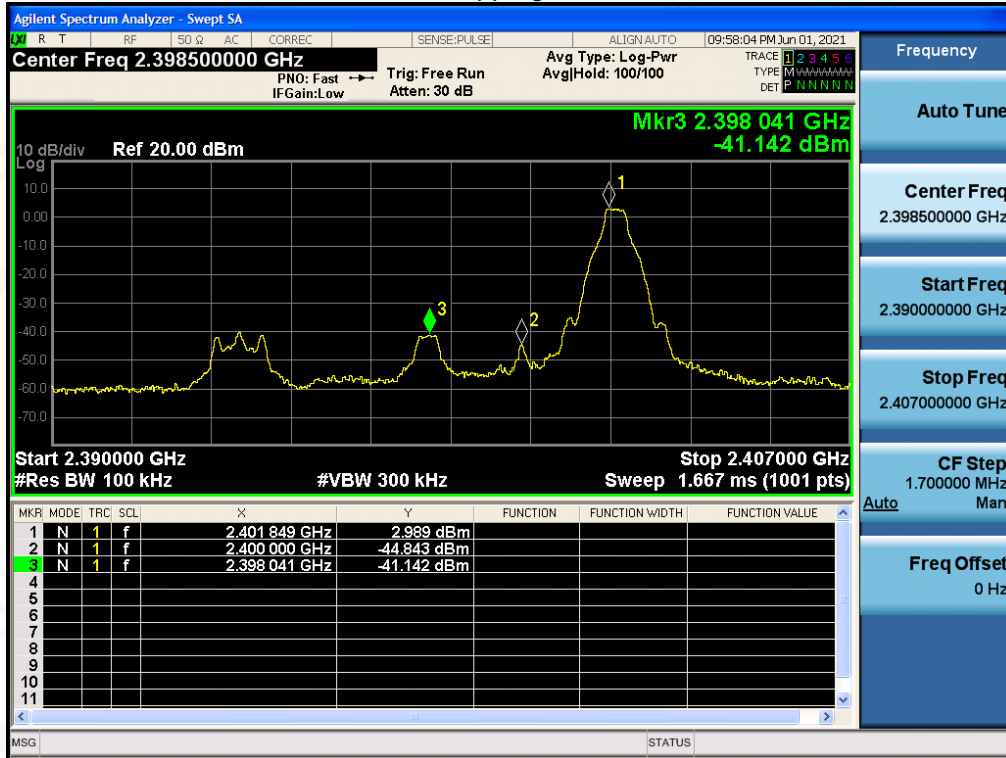 Agilent Spectrum Analyzer - Swept SA
LXI R T RF 50 Ω AC CORREC SENSE:PULSE ALIGN AUTO 09:58:04 PM Jun 01, 2021
Center Freq 2.398500000 GHz
PNO: Fast
IFGain:Low
Trig: Free Run
Atten: 30 dB
Avg Type: Log-Pwr
Avg|Hold: 100/100
TRACE 1 2 3 4 5 6
TYPE M WWWWW
DET P N N N N N
Mkr3 2.398 041 GHz
-41.142 dBm
10 dB/div Ref 20.00 dBm
Log
10.0
0.00
-10.0
-20.0
-30.0
-40.0
-50.0
-60.0
-70.0
1
2
3
Start 2.390000 GHz Stop 2.407000 GHz
#Res BW 100 kHz #VBW 300 kHz Sweep 1.667 ms (1001 pts)
MKR MODE TRC SCL X Y FUNCTION FUNCTION WIDTH FUNCTION VALUE
1 N 1 f 2.401 849 GHz 2.989 dBm
2 N 1 f 2.400 000 GHz -44.843 dBm
3 N 1 f 2.398 041 GHz -41.142 dBm
4
5
6
7
8
9
10
11
MSG STATUS
Frequency
Auto Tune
Center Freq
2.398500000 GHz
Start Freq
2.390000000 GHz
Stop Freq
2.407000000 GHz
CF Step
1.700000 MHz
Auto Man
Freq Offset
0 Hz